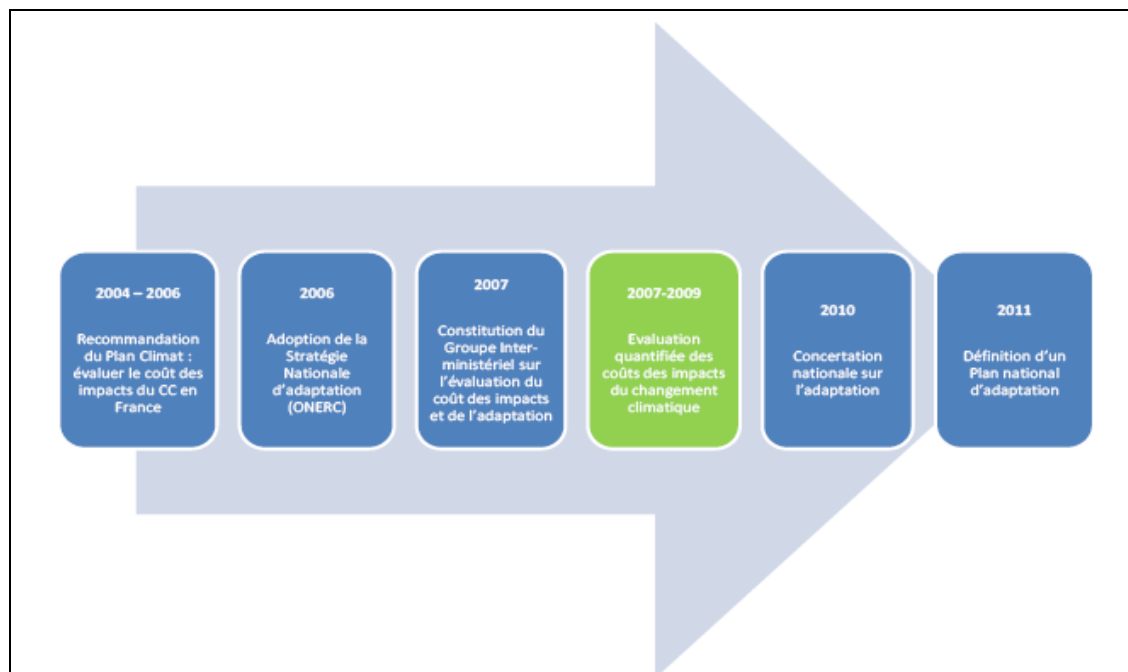 2004 – 2006
Recommandation
du Plan Climat :
évaluer le coût des
impacts du CC en
France
2006
Adoption de la
Stratégie
Nationale
d'adaptation
(ONERC)
2007
Constitution du
Groupe Inter-
ministériel sur
l'évaluation du
coût des impacts
et de l'adaptation
2007-2009
Evaluation
quantifiée des
coûts des impacts
du changement
climatique
2010
Concertation
nationale sur
l'adaptation
2011
Définition d'un
Plan national
d'adaptation